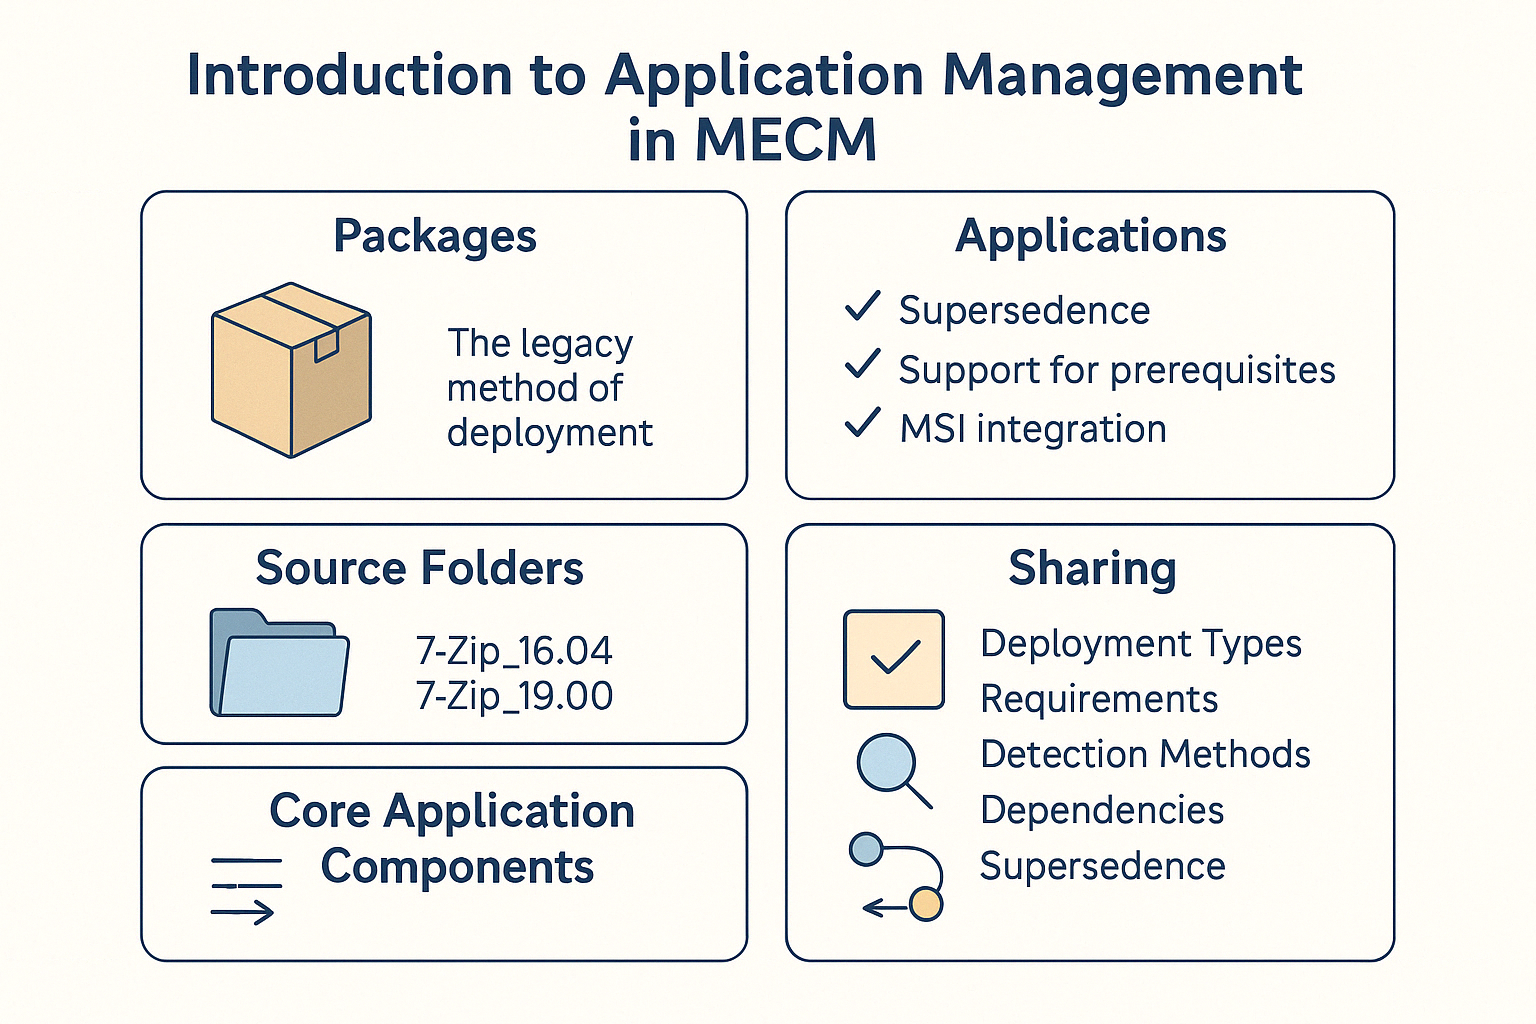 Introduction to Application Management
in MECM
Packages
The legacy
method of
deployment
Applications
Supersedence
Support for prerequisites
MSI integration
Source Folders
7-Zip_16.04
7-Zip_19.00
Core Application
Components
Sharing
Deployment Types
Requirements
Detection Methods
Dependencies
Supersedence